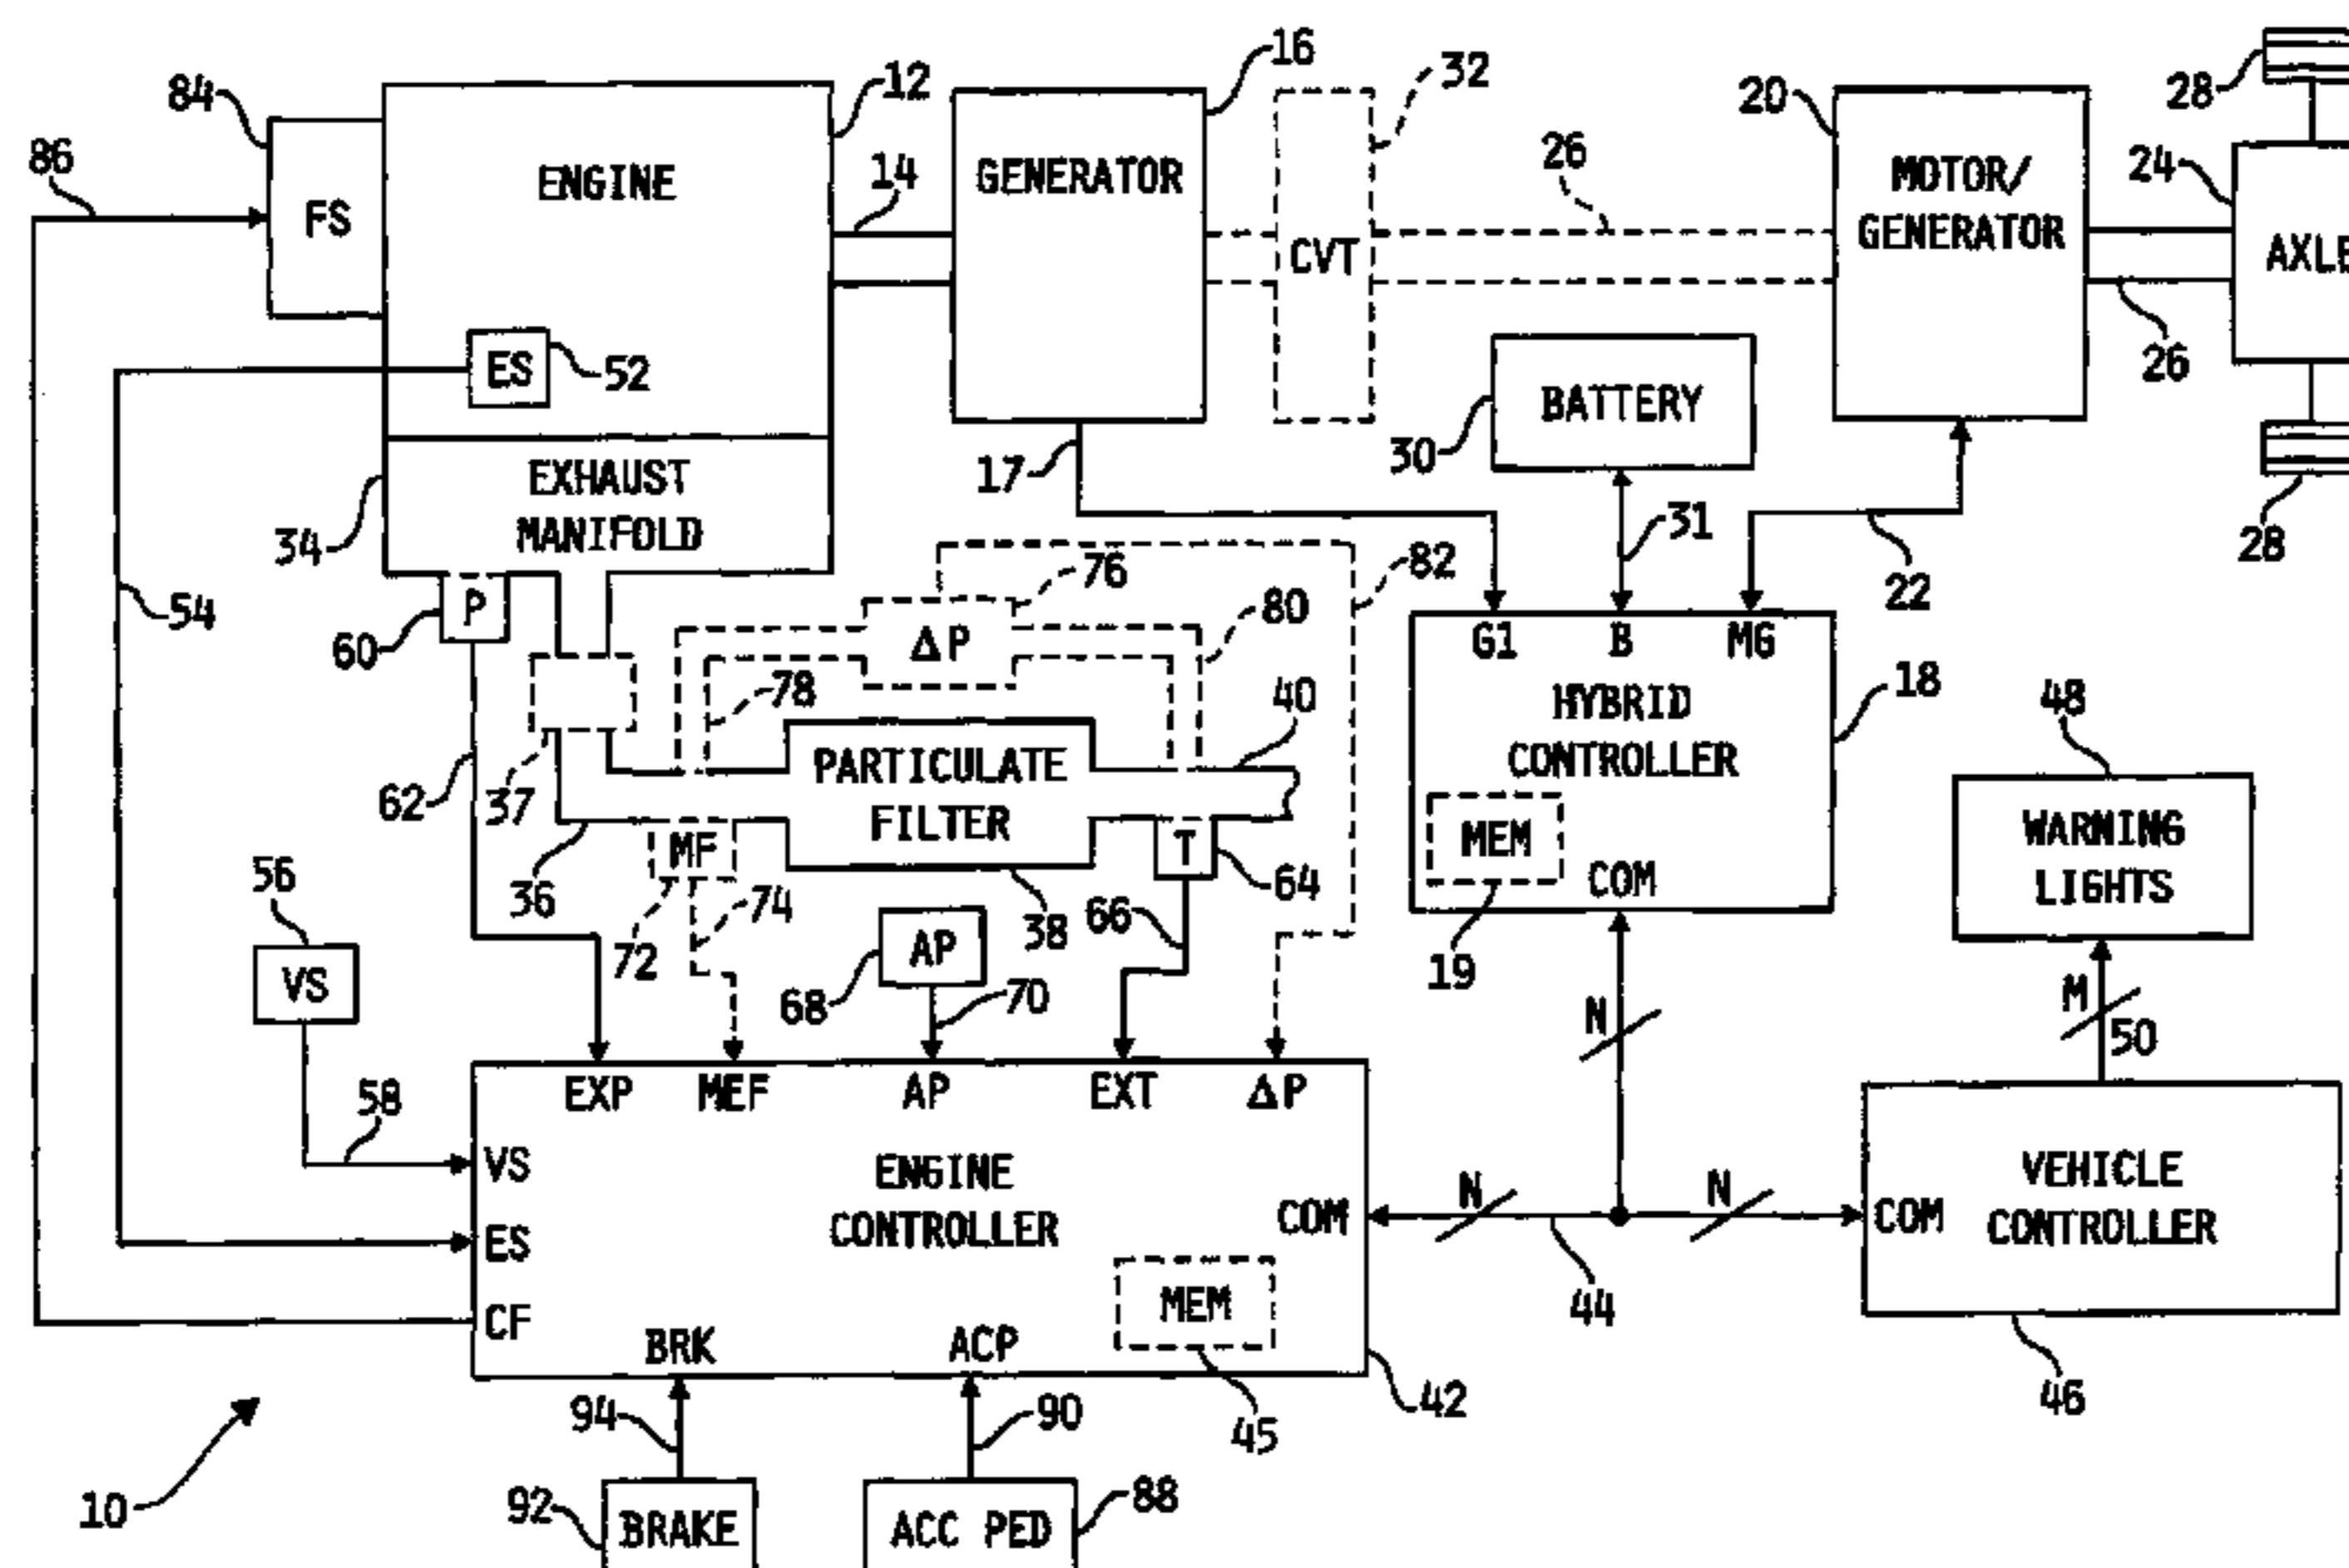 16
32
84
12
20
28
86
14
26
24
ENGINE
GENERATOR
MOTOR/
GENERATOR
FS
CVT
AXLE
ES
52
26
BATTERY
30
17
EXHAUST
MANIFOLD
34
31
28
76
82
22
54
P
60
80
ΔP
G1
B
MG
78
40
18
48
HYBRID
CONTROLLER
PARTICULATE
FILTER
62
37
WARNING
LIGHTS
MEM
MF
T
56
36
74
64
COM
38
66
72
AP
19
VS
68
70
N
M
50
EXP
MEF
AP
EXT
ΔP
58
VS
ENGINE
CONTROLLER
COM
N
N
COM
VEHICLE
CONTROLLER
ES
MEM
44
CF
BRK
ACP
46
42
94
90
45
10
92
BRAKE
ACC PED
88